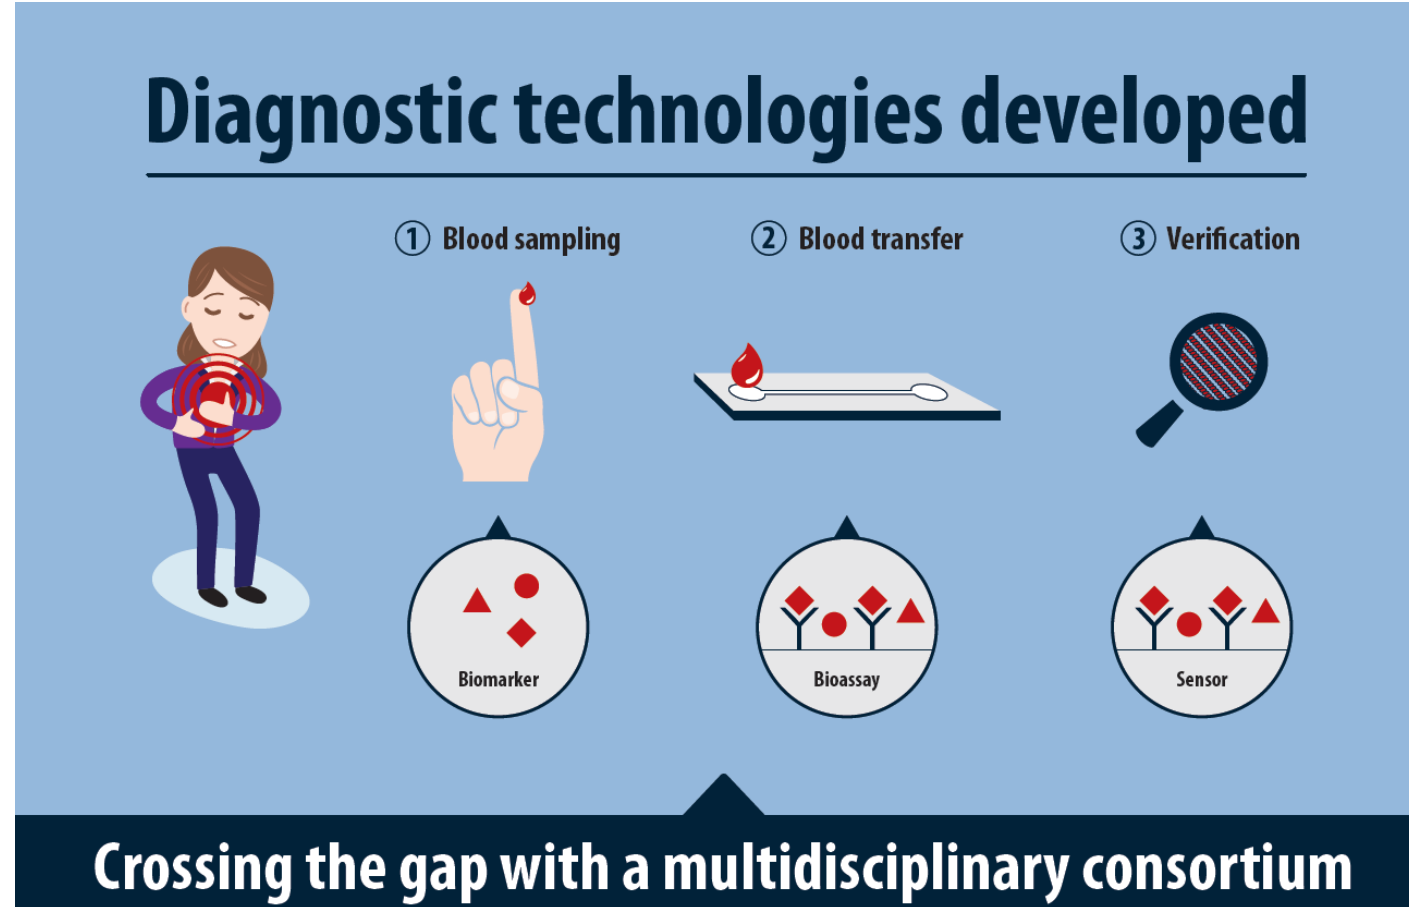 Diagnostic technologies developed
1 Blood sampling
2 Blood transfer
3 Verification
Biomarker
Bioassay
Sensor
Crossing the gap with a multidisciplinary consortium